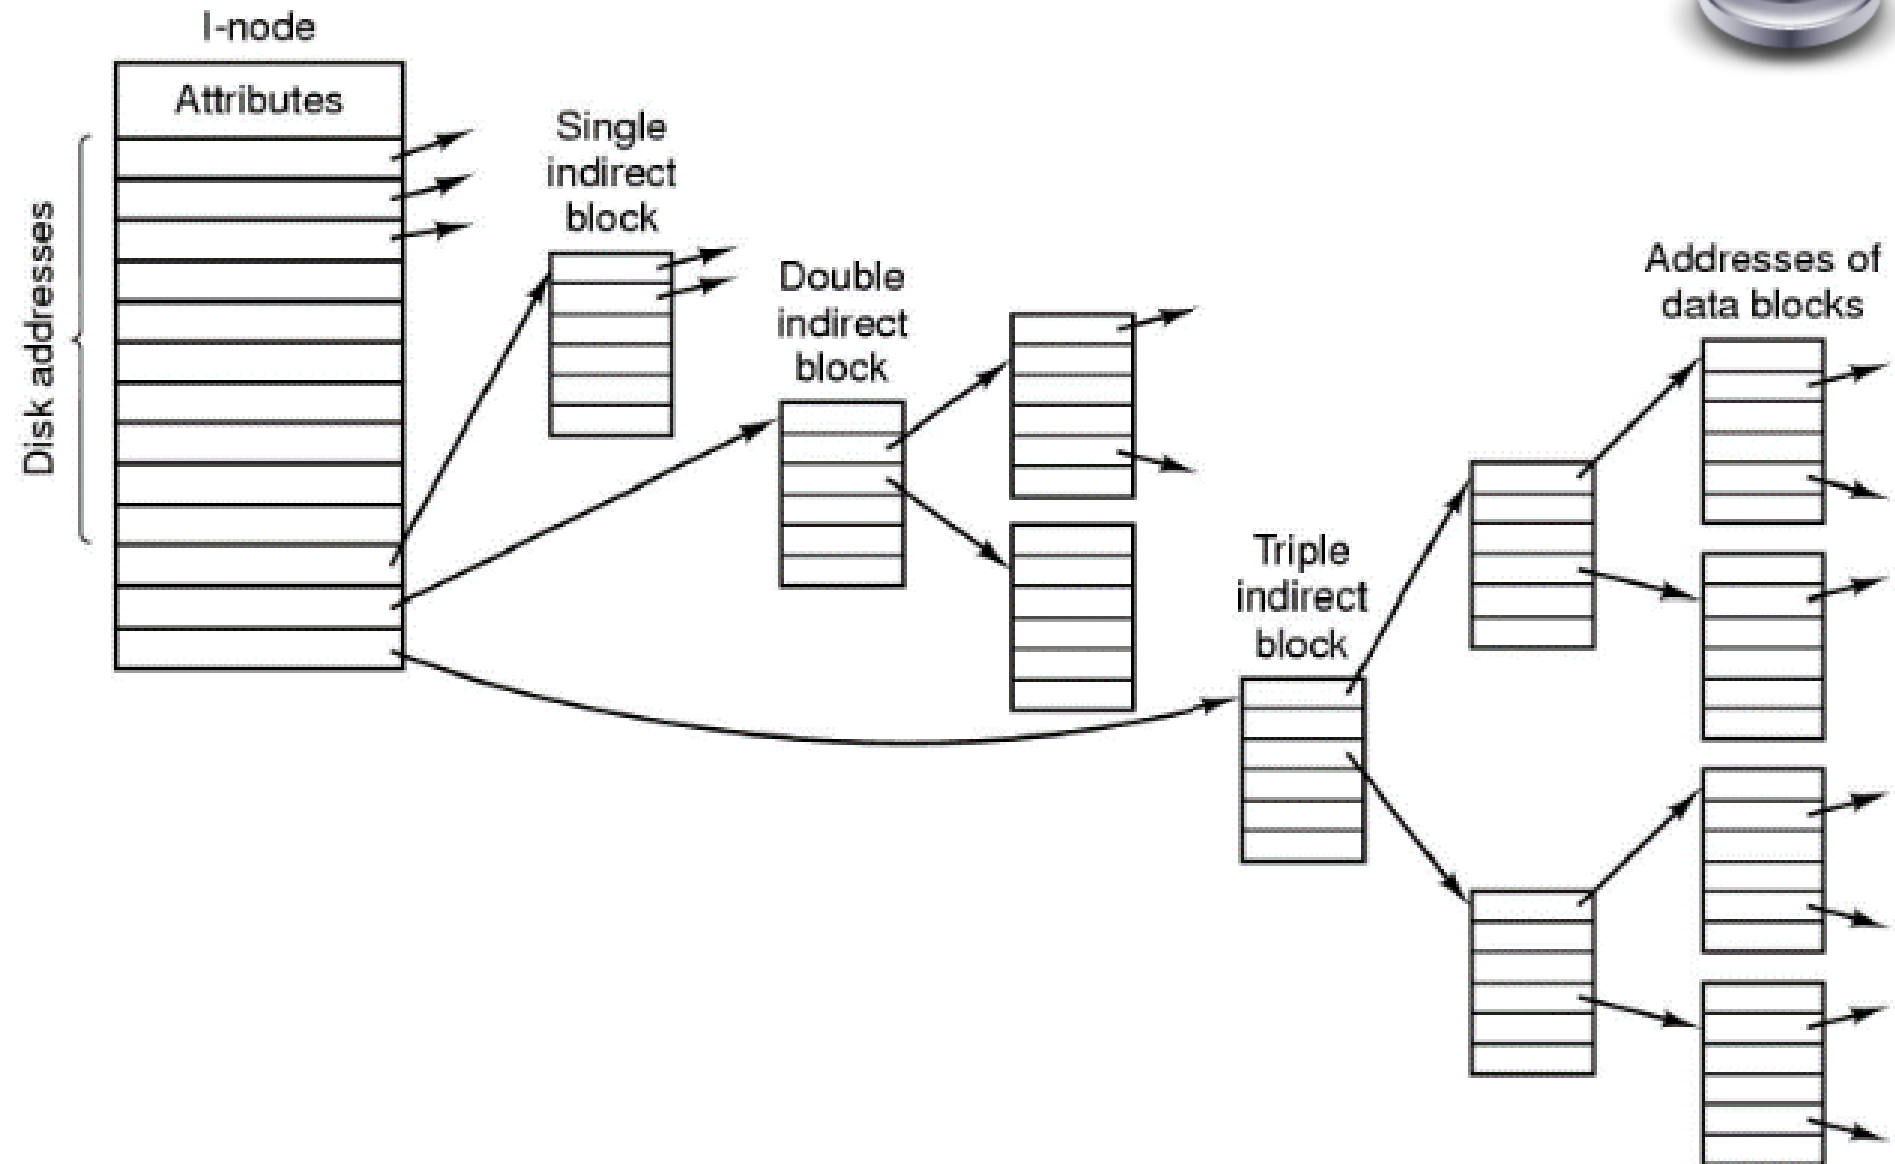 I-node
Attributes
Disk addresses
Single
indirect
block
Double
indirect
block
Triple
indirect
block
Addresses of
data blocks